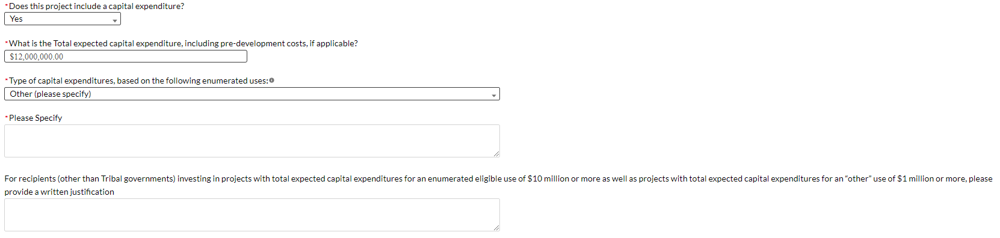 *Does this project include a capital expenditure?
Yes
*What is the Total expected capital expenditure, including pre-development costs, if applicable?
$12,000,000.00
*Type of capital expenditures, based on the following enumerated uses:
Other (please specify)
*Please Specify
For recipients (other than Tribal governments) investing in projects with total expected capital expenditures for an enumerated eligible use of $10 million or more as well as projects with total expected capital expenditures for an “other” use of $1 million or more, please
provide a written justification